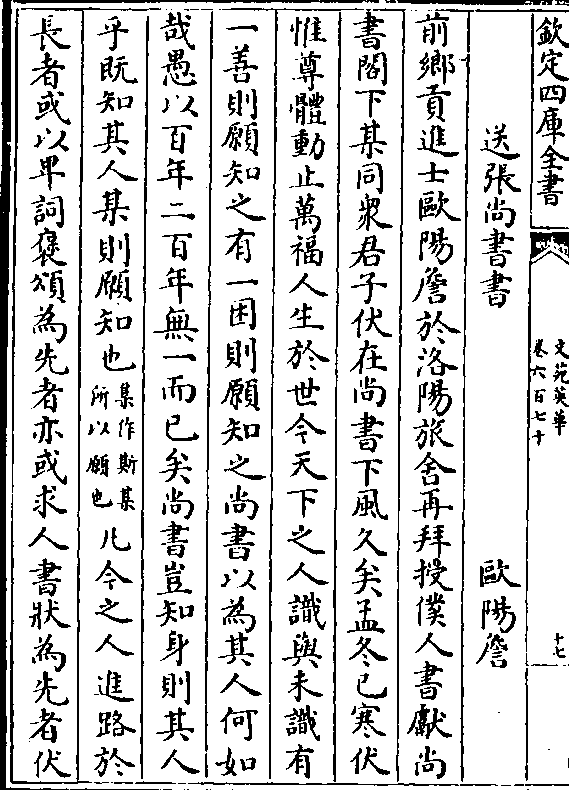 欽定四庫全書
文苑英華
卷六百七十
十七
送張尚書書 歐陽詹
前鄉貢進士歐陽詹於洛陽旅舍再拜授僕人書獻尚
書閤下某同衆君子伏在尚書下風久矣孟冬已寒伏
惟尊體動止萬福人生於世今天下之人識與未識有
一善則願知之有一困則願知之尚書以為其人何如
哉愚以百年二百年無一而已矣尚書豈知身則其人
乎既知其人某則願知也集作斯某所以願也凡今之人進路於
長者或以卑詞褒頌為先者亦或求人書狀為先者伏